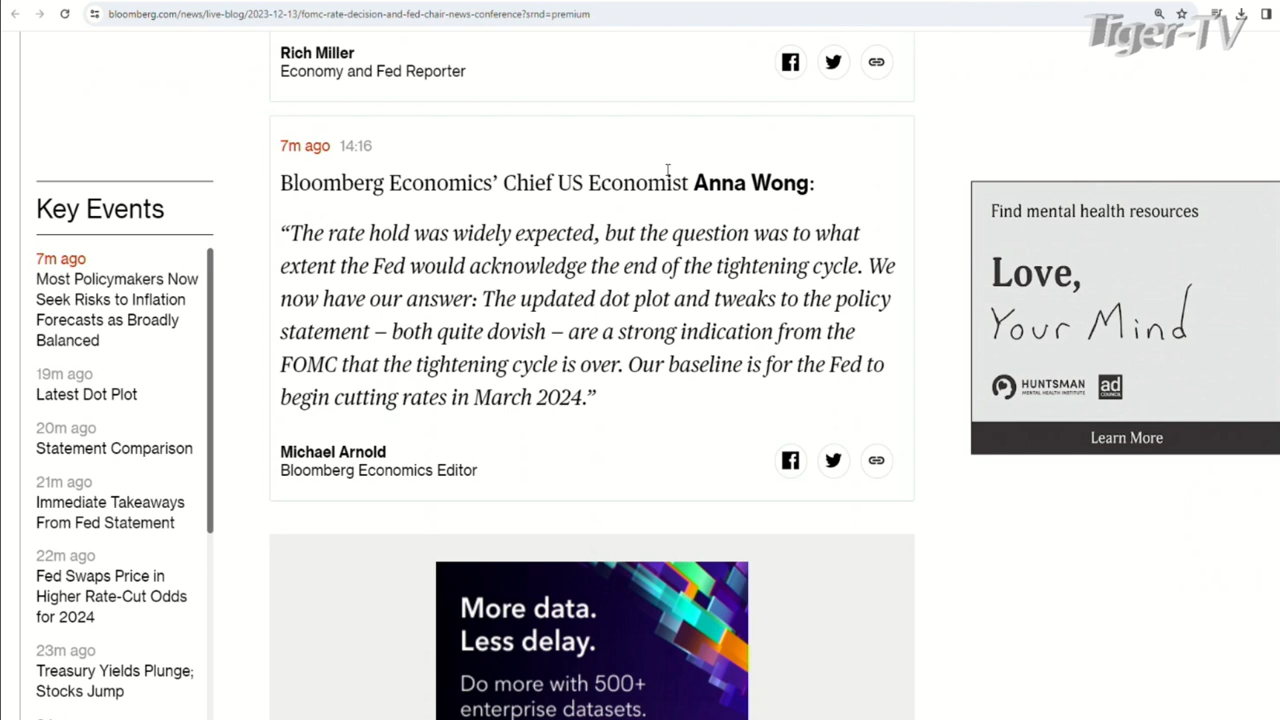 bloomberg.com/news/live-blog/2023-12-13/fomc-rate-decision-and-fed-chair-news-conference?srnd=premium
Tiger-TV
Rich Miller
Economy and Fed Reporter
7m ago 14:16
Bloomberg Economics’ Chief US Economist Anna Wong:
“The rate hold was widely expected, but the question was to what
extent the Fed would acknowledge the end of the tightening cycle. We
now have our answer: The updated dot plot and tweaks to the policy
statement – both quite dovish – are a strong indication from the
FOMC that the tightening cycle is over. Our baseline is for the Fed to
begin cutting rates in March 2024.”
Michael Arnold
Bloomberg Economics Editor
Key Events
7m ago
Most Policymakers Now
Seek Risks to Inflation
Forecasts as Broadly
Balanced
19m ago
Latest Dot Plot
20m ago
Statement Comparison
21m ago
Immediate Takeaways
From Fed Statement
22m ago
Fed Swaps Price in
Higher Rate-Cut Odds
for 2024
23m ago
Treasury Yields Plunge;
Stocks Jump
Find mental health resources
Love,
Your Mind
HUNTSMAN
MENTAL HEALTH INSTITUTE
ad
COUNCIL
Learn More
More data.
Less delay.
Do more with 500+
enterprise datasets.